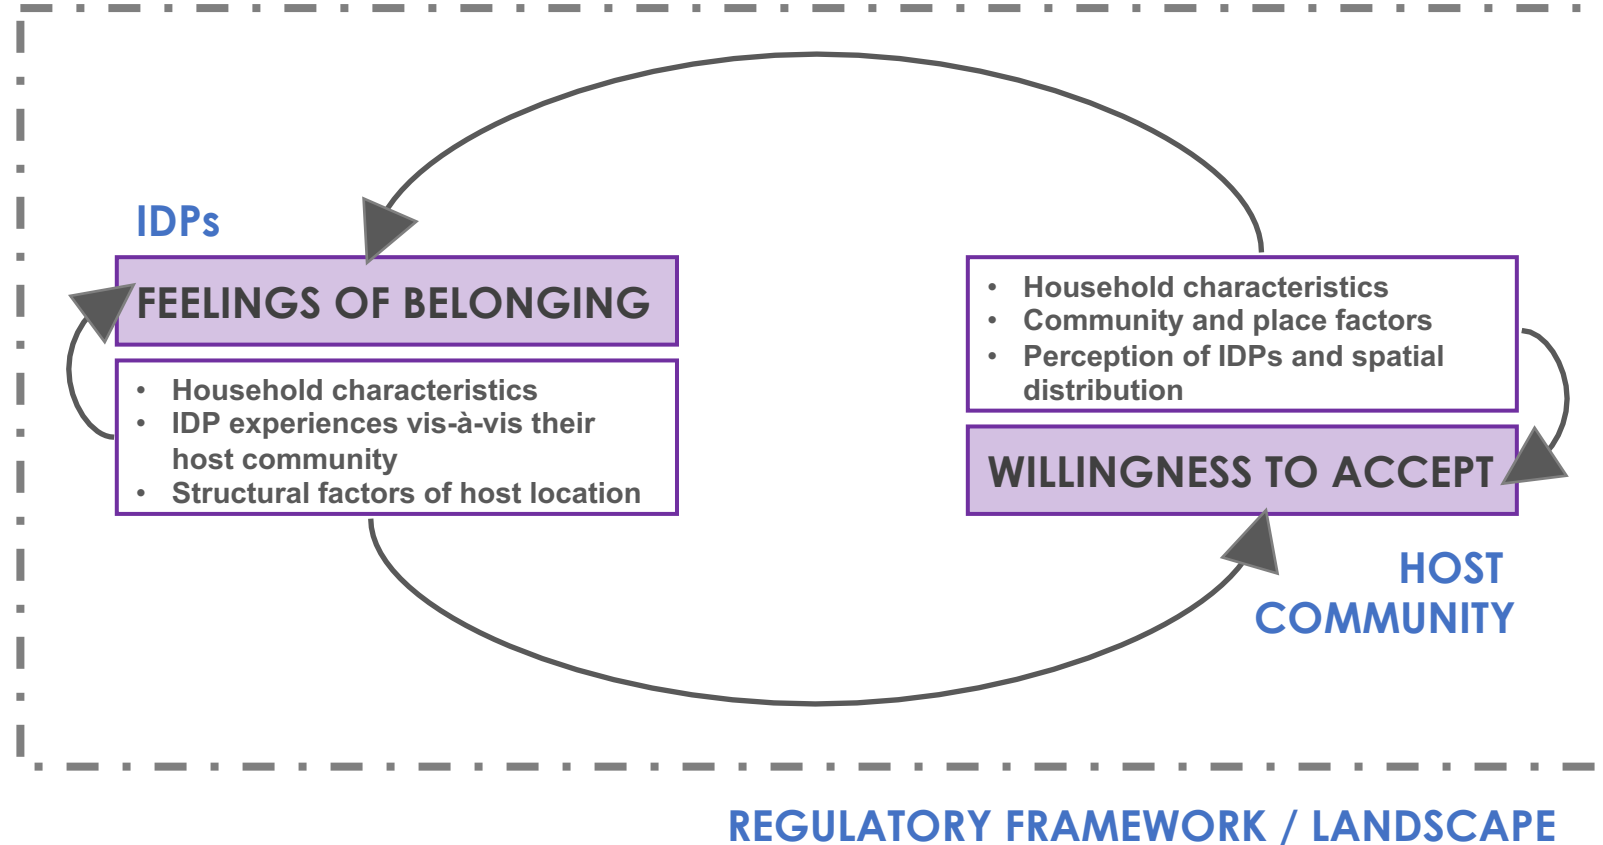 IDPs
FEELINGS OF BELONGING
• Household characteristics
• IDP experiences vis-à-vis their
host community
• Structural factors of host location
• Household characteristics
• Community and place factors
• Perception of IDPs and spatial
distribution
WILLINGNESS TO ACCEPT
HOST
COMMUNITY
REGULATORY FRAMEWORK / LANDSCAPE